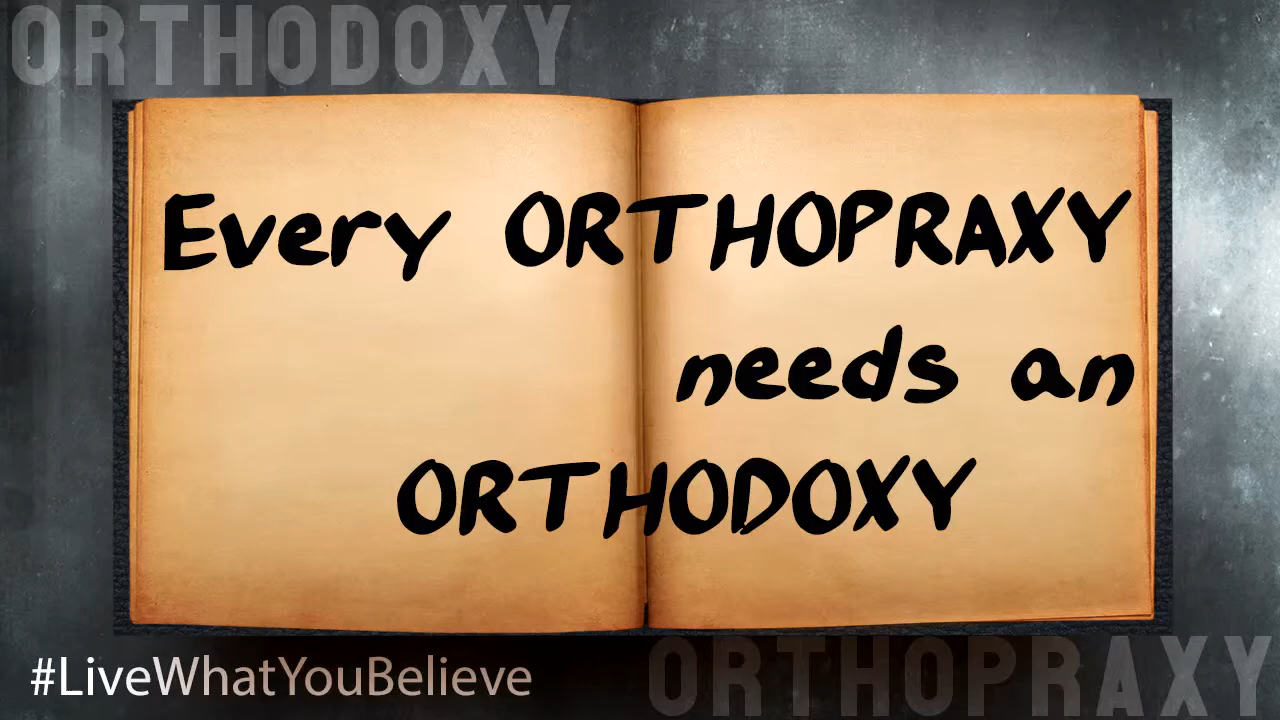 ORTHODOXY
Every ORTHOPRAXY
needs an
ORTHODOXY
#LiveWhatYouBelieve
ORTHOPRAXY